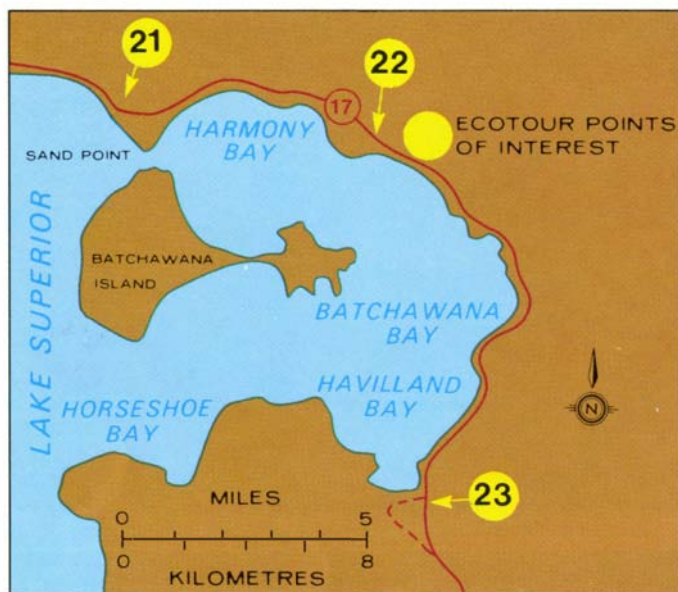 21
22
17
HARMONY
BAY
ECOTOUR POINTS
OF INTEREST
SAND POINT
BATCHAWANA
ISLAND
LAKE SUPERIOR
BATCHAWANA
BAY
HAVILLAND
BAY
HORSESHOE
BAY
N
23
MILES
0 5
0 8
KILOMETRES